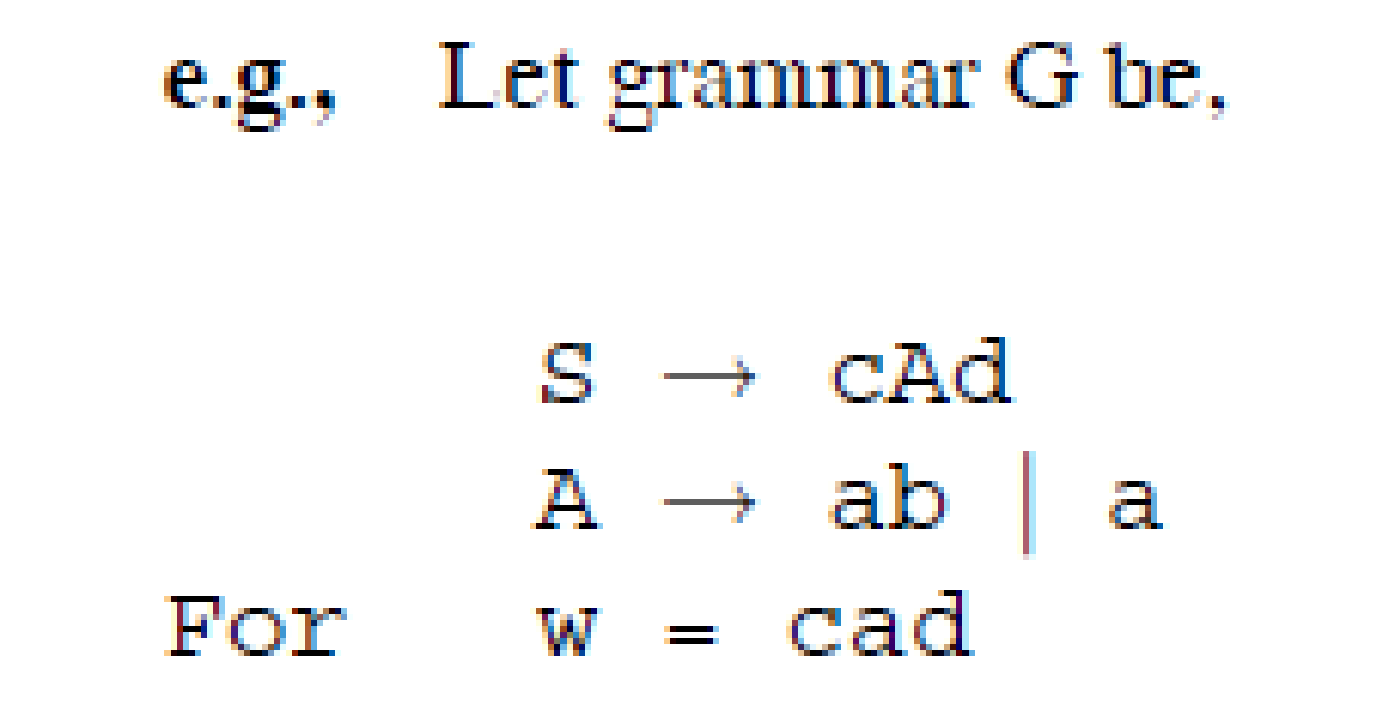 e.g., Let grammar G be,
S → cAd
A → ab | a
For w = cad